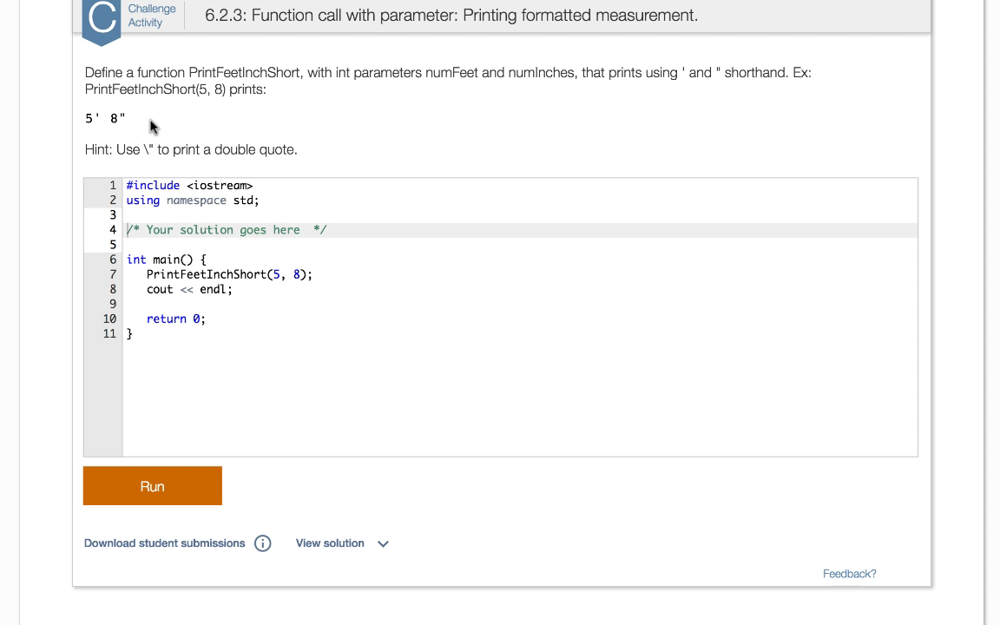 C
Challenge
Activity
6.2.3: Function call with parameter: Printing formatted measurement.
Define a function PrintFeetInchShort, with int parameters numFeet and numInches, that prints using ' and " shorthand. Ex:
PrintFeetInchShort(5, 8) prints:
5' 8"
Hint: Use \" to print a double quote.
1 #include <iostream>
2 using namespace std;
3
4 /* Your solution goes here  */
5
6 int main() {
7    PrintFeetInchShort(5, 8);
8    cout << endl;
9
10    return 0;
11 }
Run
Download student submissions i View solution
Feedback?